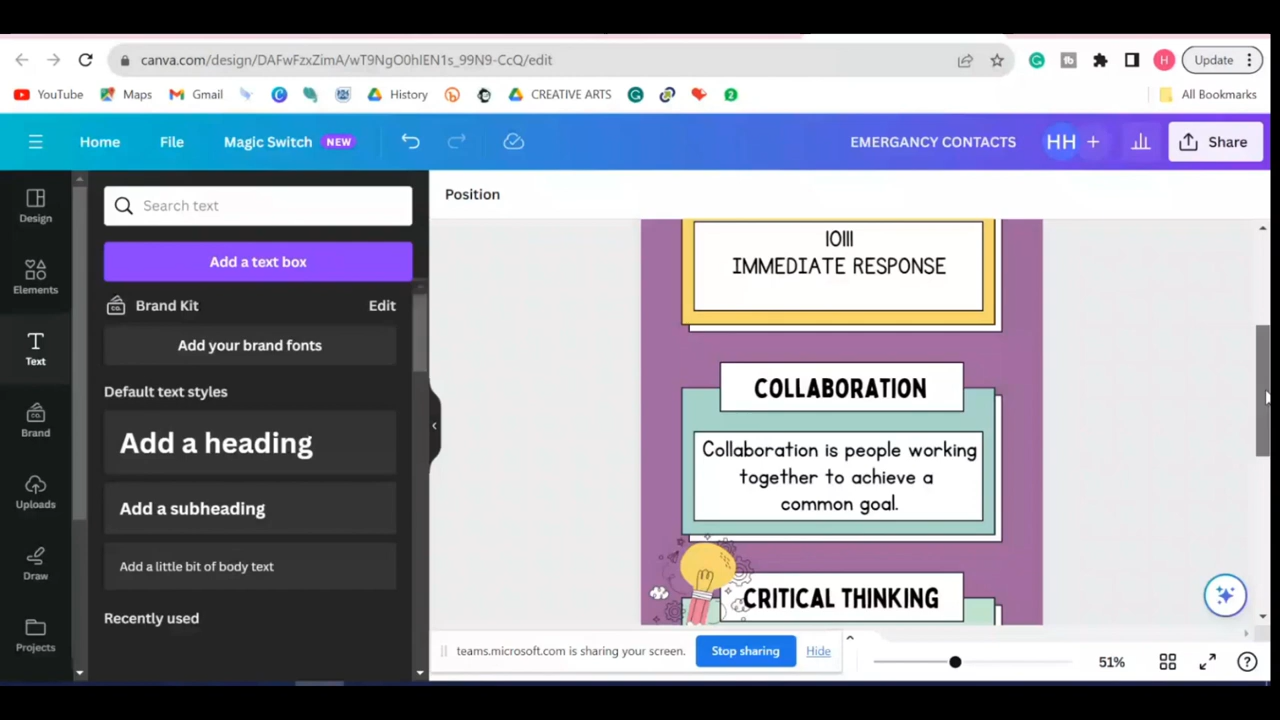 canva.com/design/DAFwFzxZimA/wT9NgO0hlEN1s_99N9-CcQ/edit
H
Update
YouTube
Maps
Gmail
History
CREATIVE ARTS
2
All Bookmarks
Home
File
Magic Switch
NEW
EMERGANCY CONTACTS
HH
+
Share
Design
Elements
Text
Brand
Uploads
Draw
Projects
Search text
Add a text box
CO.
Brand Kit
Edit
Add your brand fonts
Default text styles
Add a heading
Add a subheading
Add a little bit of body text
Recently used
Position
10111
IMMEDIATE RESPONSE
COLLABORATION
Collaboration is people working
together to achieve a
common goal.
CRITICAL THINKING
teams.microsoft.com is sharing your screen.
Stop sharing
Hide
51%